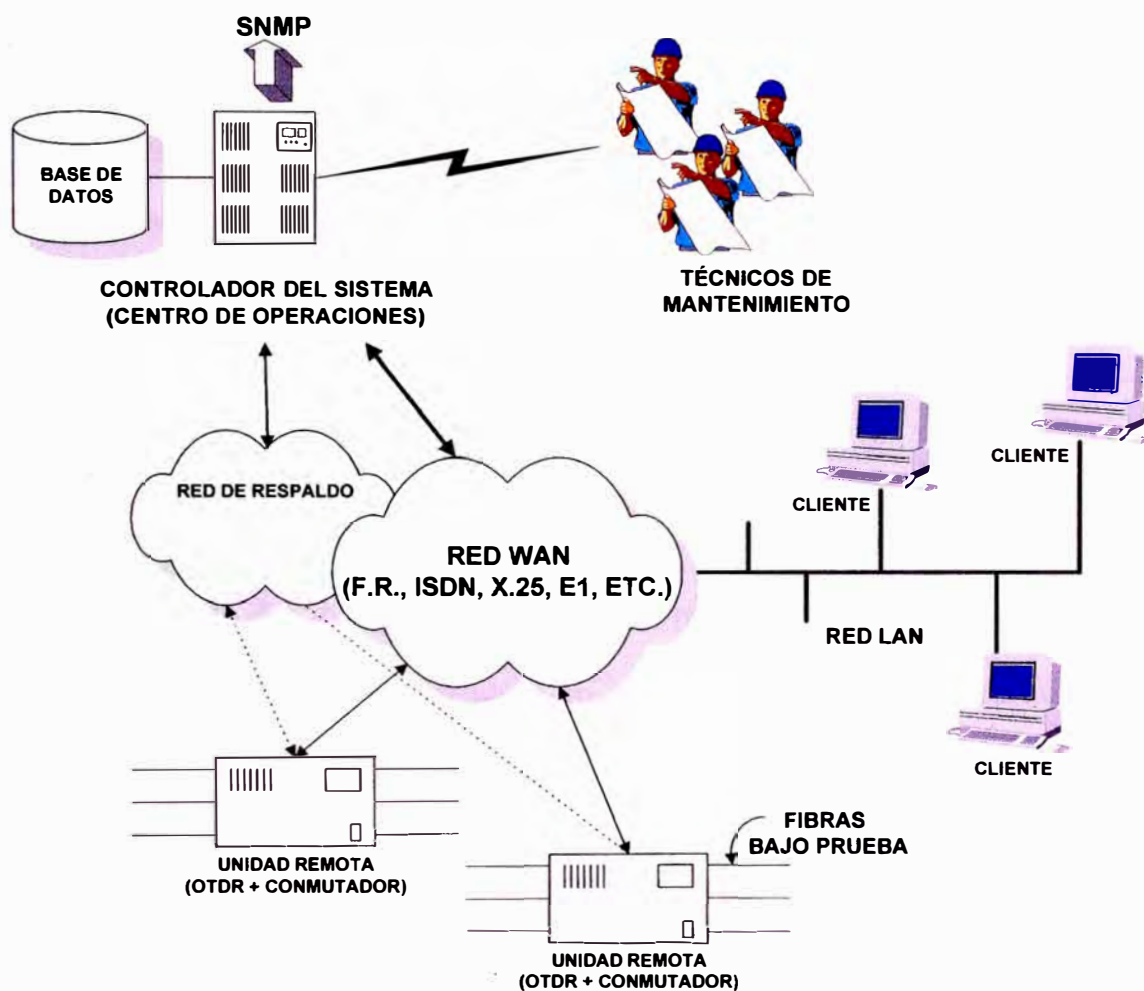 SNMP
BASE DE
DATOS
CONTROLADOR DEL SISTEMA
(CENTRO DE OPERACIONES)
TÉCNICOS DE
MANTENIMIENTO
RED DE RESPALDO
RED WAN
(F.R., ISDN, X.25, E1, ETC.)
CLIENTE
CLIENTE
RED LAN
CLIENTE
UNIDAD REMOTA
(OTDR + CONMUTADOR)
FIBRAS
BAJO PRUEBA
UNIDAD REMOTA
(OTDR + CONMUTADOR)